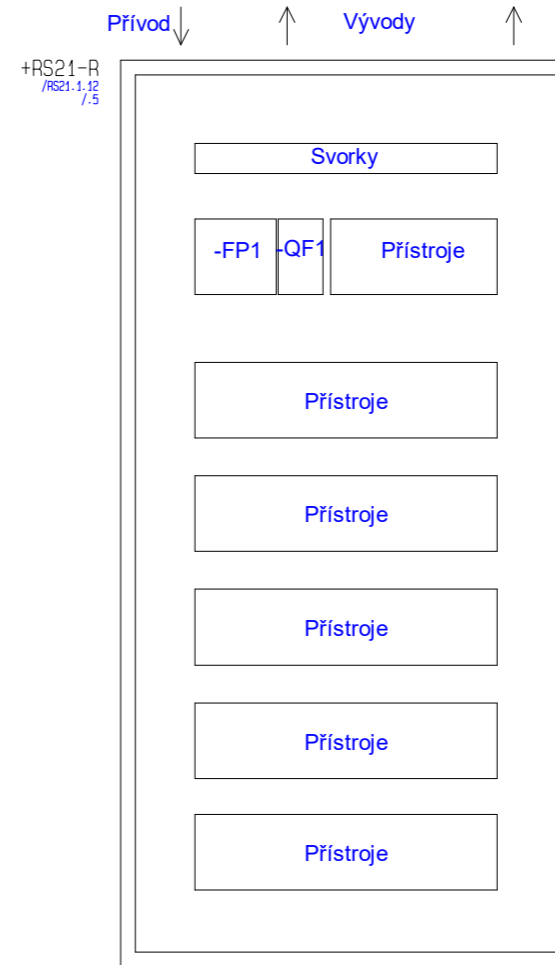 Přívod
Vývody
+RS21-R
/RS21.1.12
/.5
Svorky
-FP1
-QF1
Přístroje
Přístroje
Přístroje
Přístroje
Přístroje
Přístroje